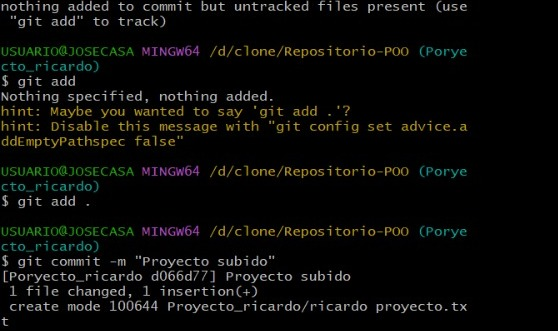 nothing added to commit but untracked files present (use
 "git add" to track)
USUARIO@JOSECASA MINGW64 /d/clone/Repositorio-POO (Porye
cto_ricardo)
$ git add
Nothing specified, nothing added.
hint: Maybe you wanted to say 'git add .'?
hint: Disable this message with "git config set advice.a
ddEmptyPathspec false"
USUARIO@JOSECASA MINGW64 /d/clone/Repositorio-POO (Porye
cto_ricardo)
$ git add .
USUARIO@JOSECASA MINGW64 /d/clone/Repositorio-POO (Porye
cto_ricardo)
$ git commit -m "Proyecto subido"
[Poryecto_ricardo d066d77] Proyecto subido
 1 file changed, 1 insertion(+)
 create mode 100644 Proyecto_ricardo/ricardo proyecto.tx
t